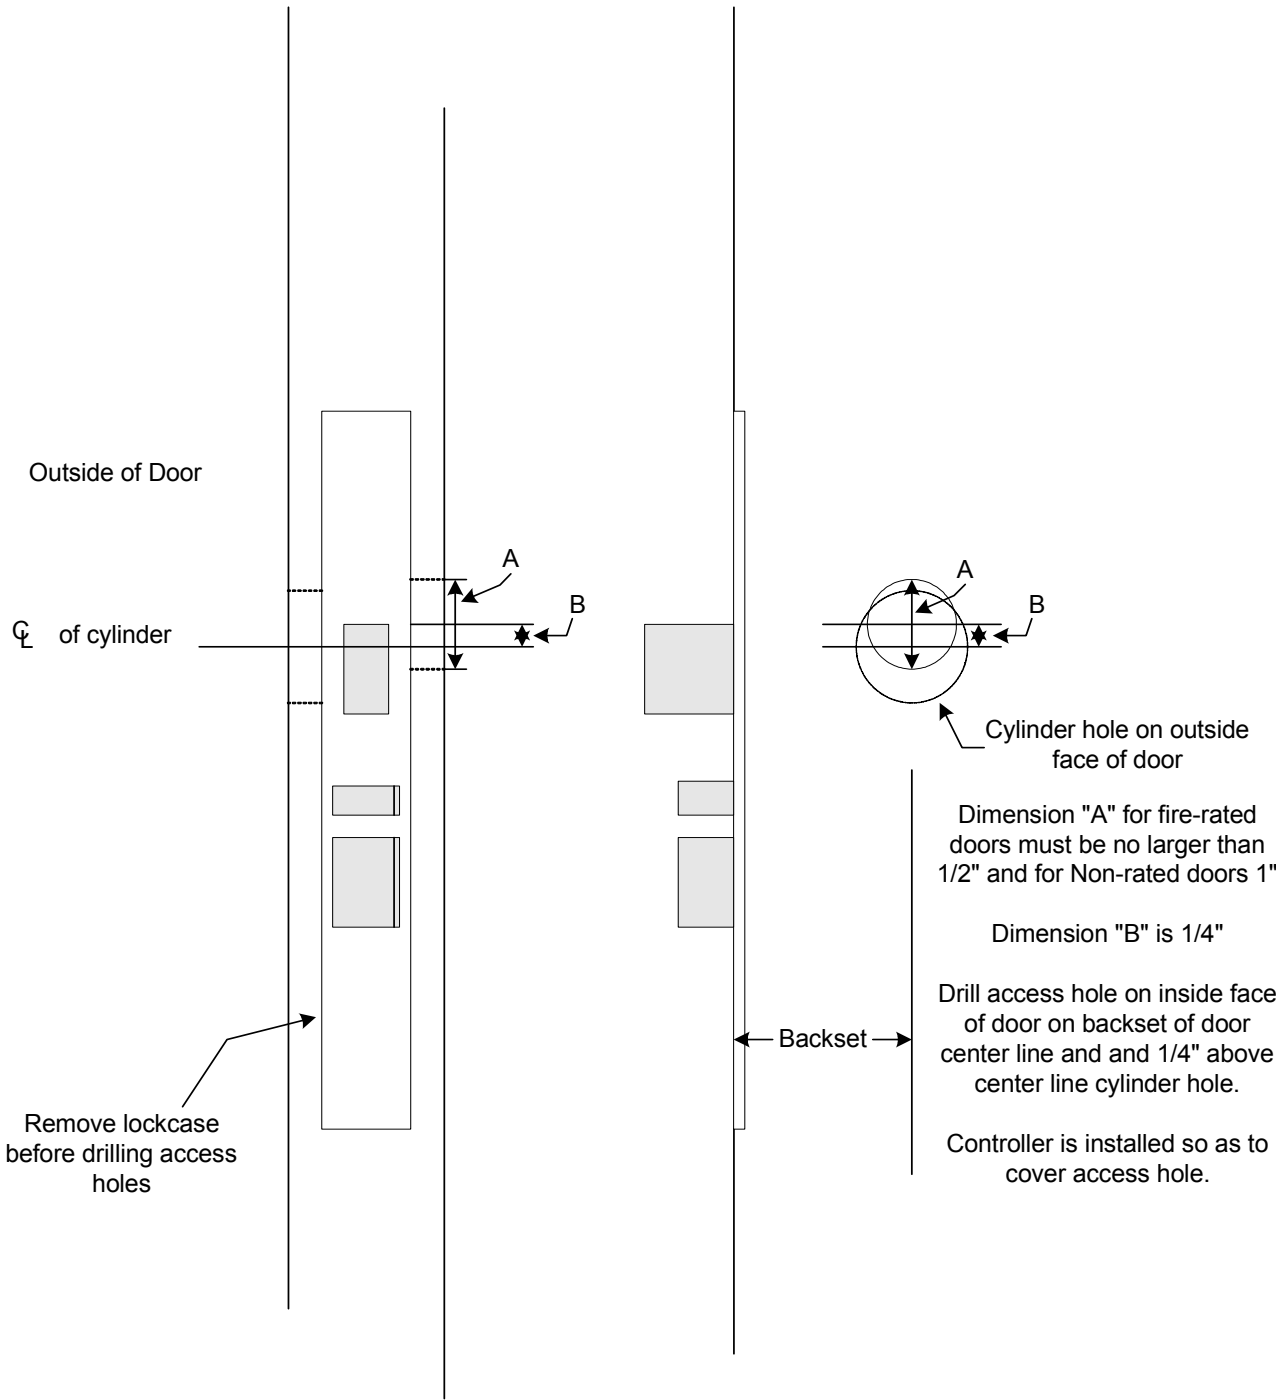 Outside of Door
A
B
℄ of cylinder
A
B
Cylinder hole on outside
face of door
Dimension "A" for fire-rated
doors must be no larger than
1/2" and for Non-rated doors 1"
Dimension "B" is 1/4"
Drill access hole on inside face
of door on backset of door
center line and and 1/4" above
center line cylinder hole.
Backset
Controller is installed so as to
cover access hole.
Remove lockcase
before drilling access
holes